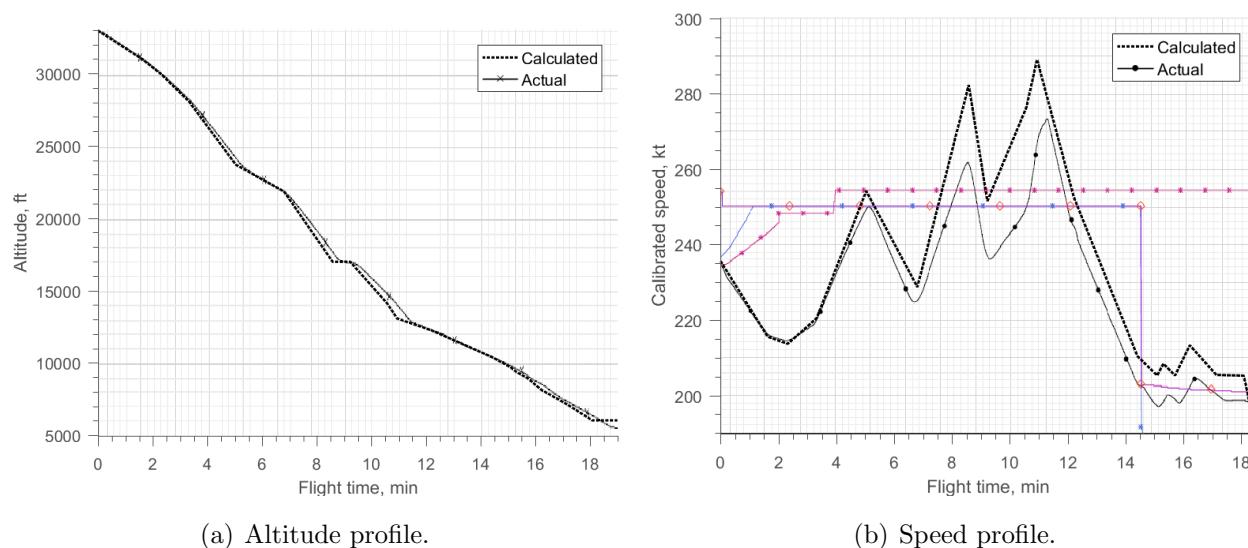 Calculated
Actual
30000
25000
20000
15000
10000
5000
0 2 4 6 8 10 12 14 16 18
Altitude, ft
Flight time, min
(a) Altitude profile.
300
Calculated
Actual
280
260
240
220
200
0 2 4 6 8 10 12 14 16 18
Calibrated speed, kt
Flight time, min
(b) Speed profile.